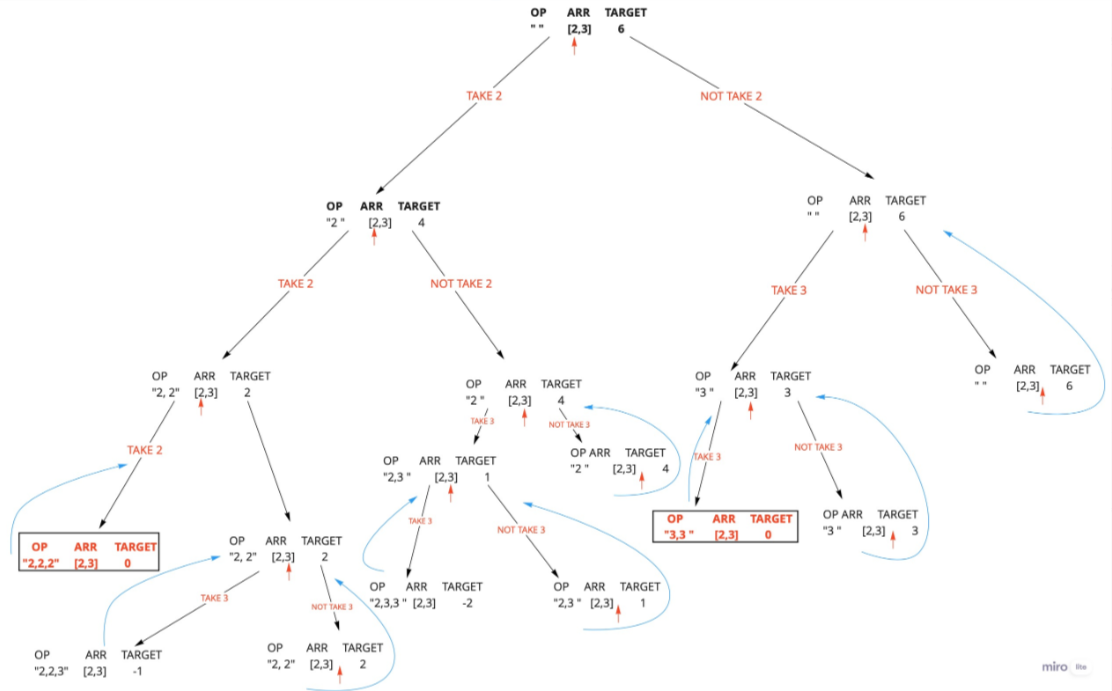 OP ARR TARGET
" " [2,3] 6
TAKE 2
NOT TAKE 2
OP ARR TARGET
"2 " [2,3] 4
OP ARR TARGET
" " [2,3] 6
TAKE 2
NOT TAKE 2
TAKE 3
NOT TAKE 3
OP ARR TARGET
"2, 2" [2,3] 2
OP ARR TARGET
"2 " [2,3] 4
OP ARR TARGET
"3 " [2,3] 3
OP ARR TARGET
" " [2,3] 6
TAKE 2
TAKE 3
NOT TAKE 3
TAKE 3
NOT TAKE 3
OP ARR TARGET
"2,3 " [2,3] 1
OP ARR TARGET
"2 " [2,3] 4
OP ARR TARGET
"2,2,2" [2,3] 0
OP ARR TARGET
"2, 2" [2,3] 2
TAKE 3
NOT TAKE 3
OP ARR TARGET
"3,3 " [2,3] 0
OP ARR TARGET
"3 " [2,3] 3
TAKE 3
NOT TAKE 3
OP ARR TARGET
"2,3,3 " [2,3] -2
OP ARR TARGET
"2,3 " [2,3] 1
OP ARR TARGET
"2,2,3" [2,3] -1
OP ARR TARGET
"2, 2" [2,3] 2
miro lite